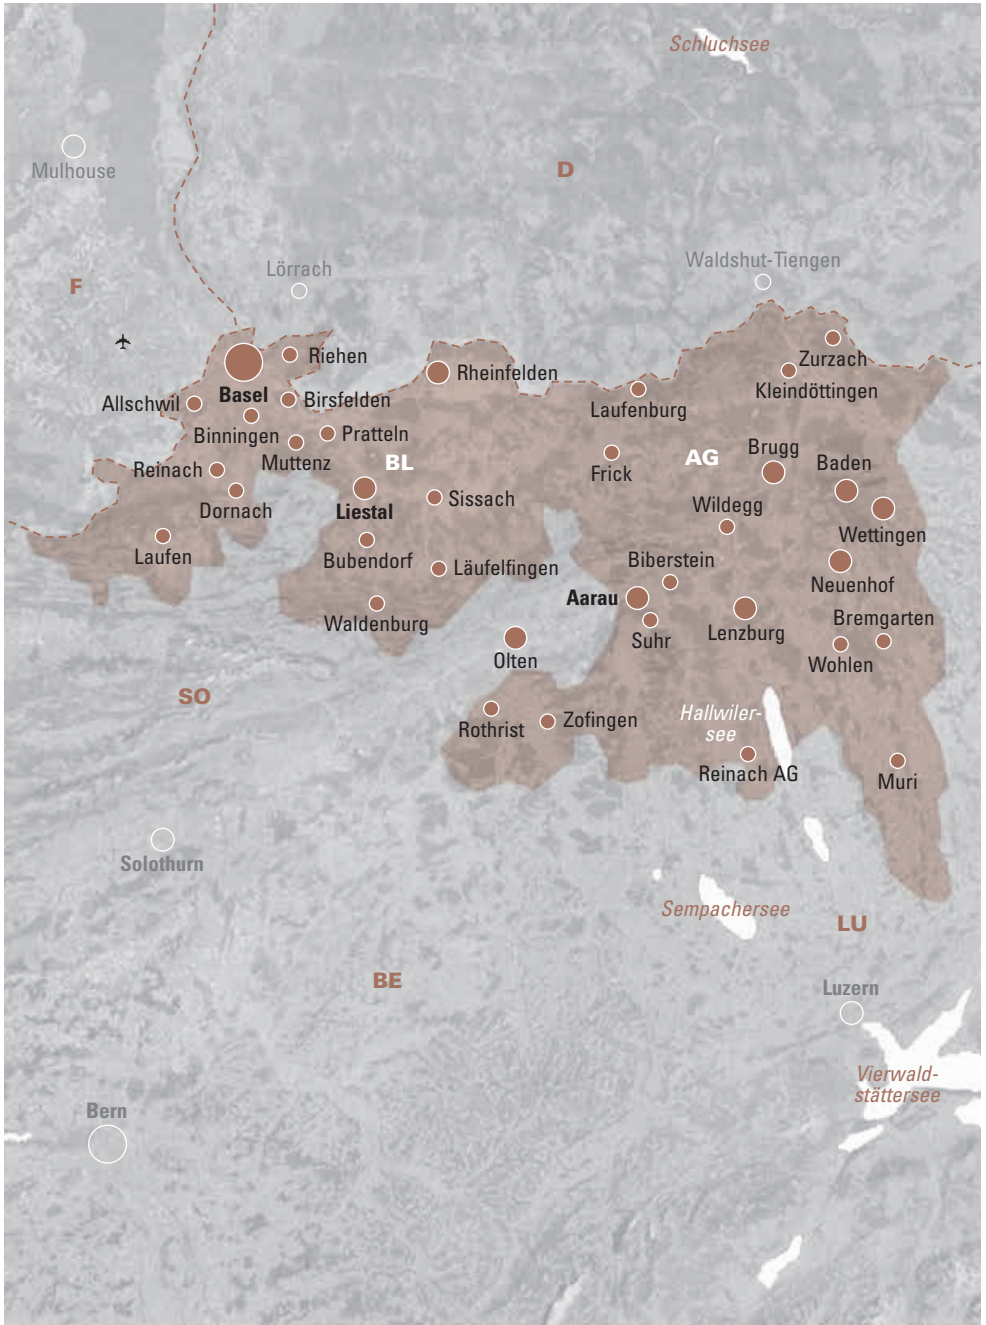 Schluchsee
Mulhouse
D
Lörrach
Waldshut-Tiengen
F
Riehen
Zurzach
Rheinfelden
Kleindöttingen
Basel
Allschwil
Birsfelden
Laufenburg
Binningen
Pratteln
Muttenz
BL
AG
Brugg
Frick
Baden
Reinach
Dornach
Liestal
Sissach
Wildegg
Wettingen
Laufen
Bubendorf
Läufelfingen
Biberstein
Neuenhof
Aarau
Waldenburg
Suhr
Lenzburg
Bremgarten
Wohlen
Olten
SO
Rothrist
Zofingen
Hallwiler-
see
Reinach AG
Muri
Solothurn
Sempachersee
LU
BE
Luzern
Vierwald-
stättersee
Bern